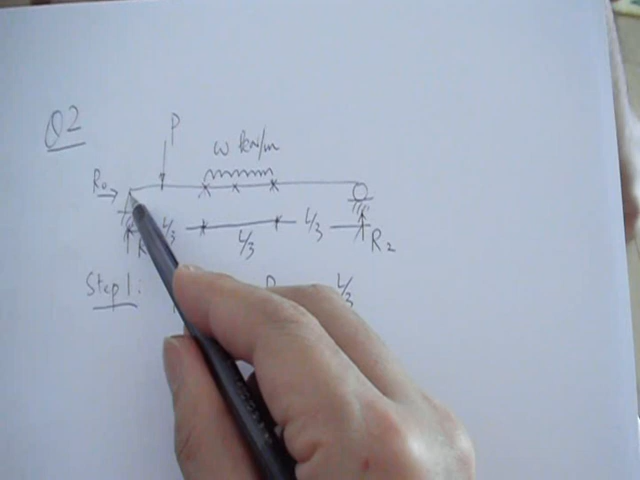 Q2
P
w kn/m
R₀
L/3 L/3 L/3
R R₂
Step 1: P L/3